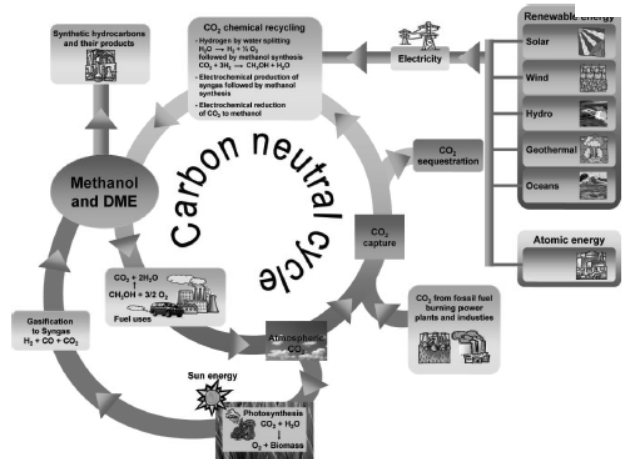 Synthetic hydrocarbons
and their products
CO₂ chemical recycling
- Hydrogen by water splitting
H₂O → H₂ + ½ O₂
followed by methanol synthesis
CO₂ + 3H₂ → CH₃OH + H₂O
- Electrochemical production of
syngas followed by methanol
synthesis
- Electrochemical reduction
of CO₂ to methanol
Electricity
Renewable energy
Solar
Wind
Hydro
Geothermal
Oceans
Atomic energy
CO₂
sequestration
Methanol
and DME
Carbon neutral cycle
CO₂
capture
CO₂ + 2H₂O
↑
CH₃OH + 3/2 O₂
Fuel uses
Gasification
to Syngas
H₂ + CO + CO₂
Atmospheric
CO₂
CO₂ from fossil fuel
burning power
plants and industies
Sun energy
Photosynthesis
CO₂ + H₂O
↓
O₂ + Biomass